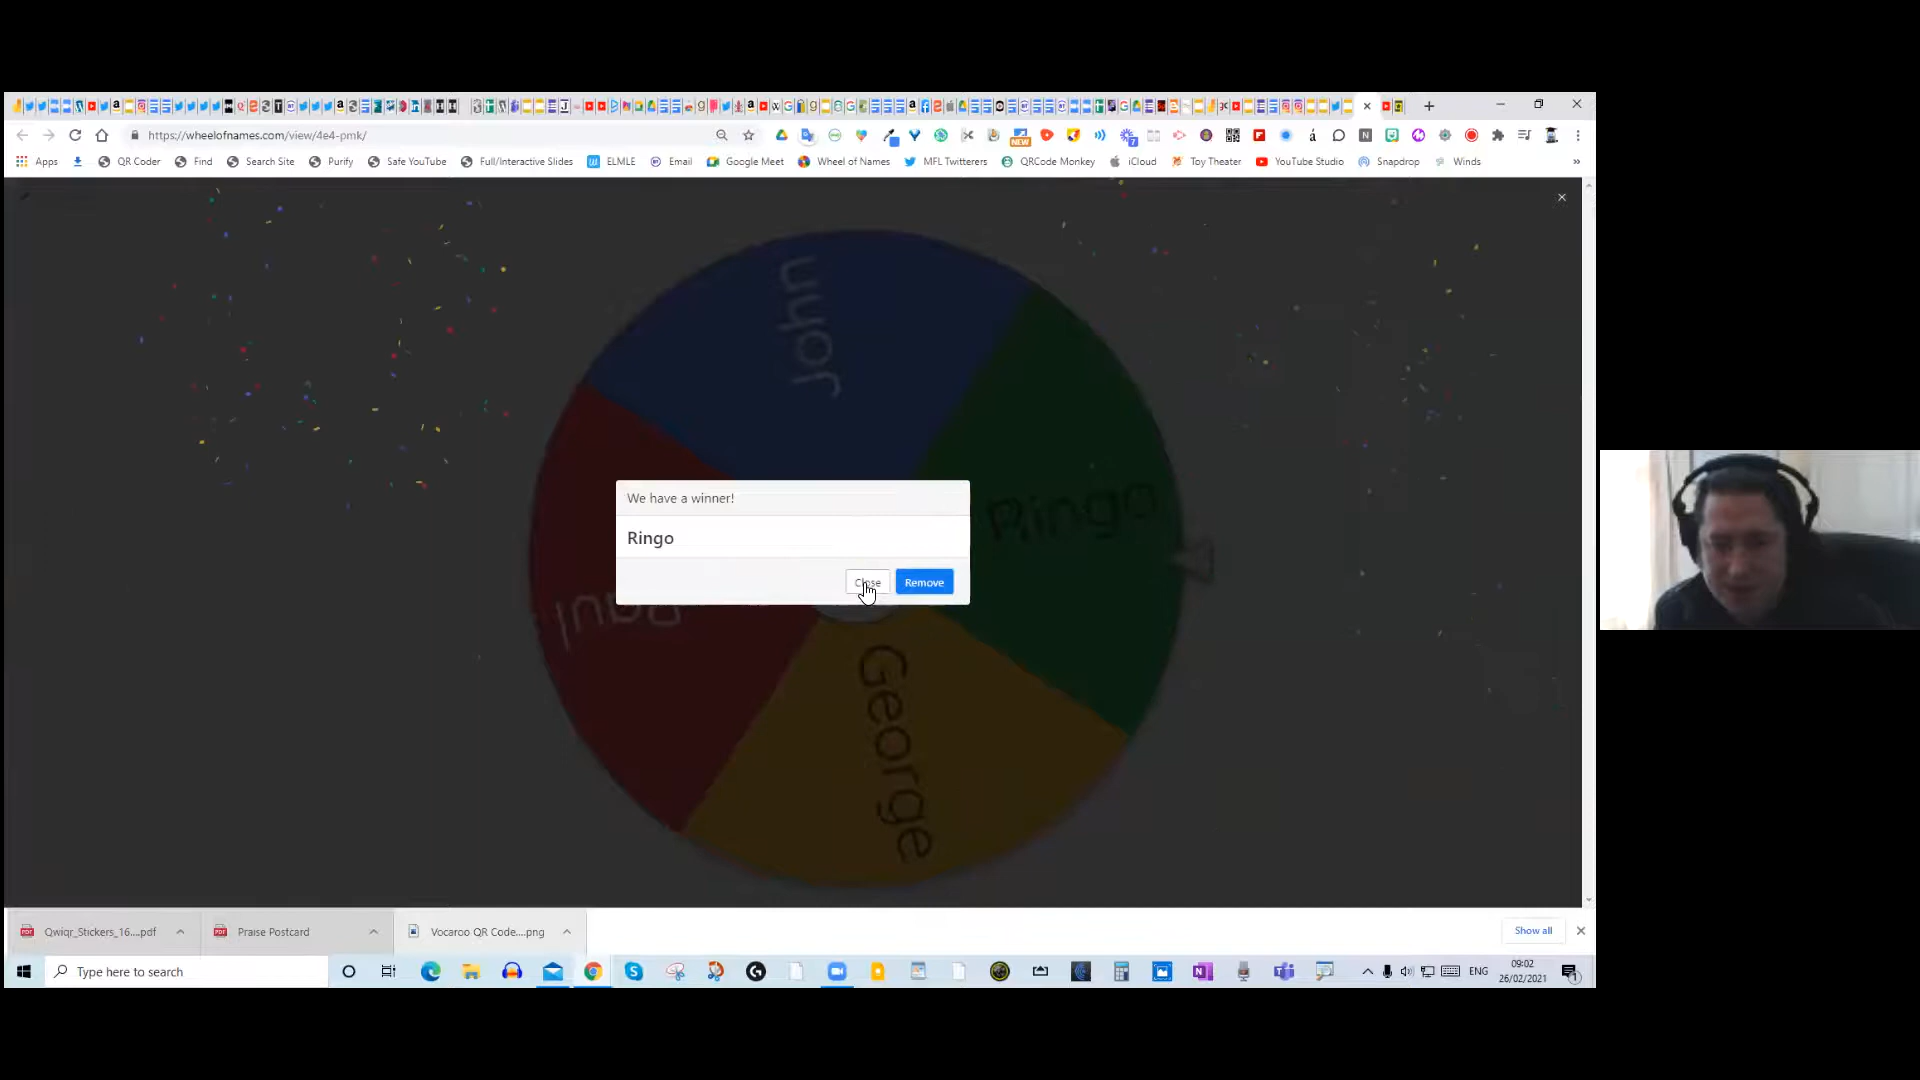 https://wheelofnames.com/view/4e4-pmk/
NEW
Apps
QR Coder
Find
Search Site
Purify
Safe YouTube
Full/Interactive Slides
ELMLE
Email
Google Meet
Wheel of Names
MFL Twitterers
QRCode Monkey
iCloud
Toy Theater
YouTube Studio
Snapdrop
Winds
John
Ringo
Paul
George
We have a winner!
Ringo
Close
Remove
Qwiqr_Stickers_16....pdf
Praise Postcard
Vocaroo QR Code....png
Show all
Type here to search
ENG
09:02
26/02/2021